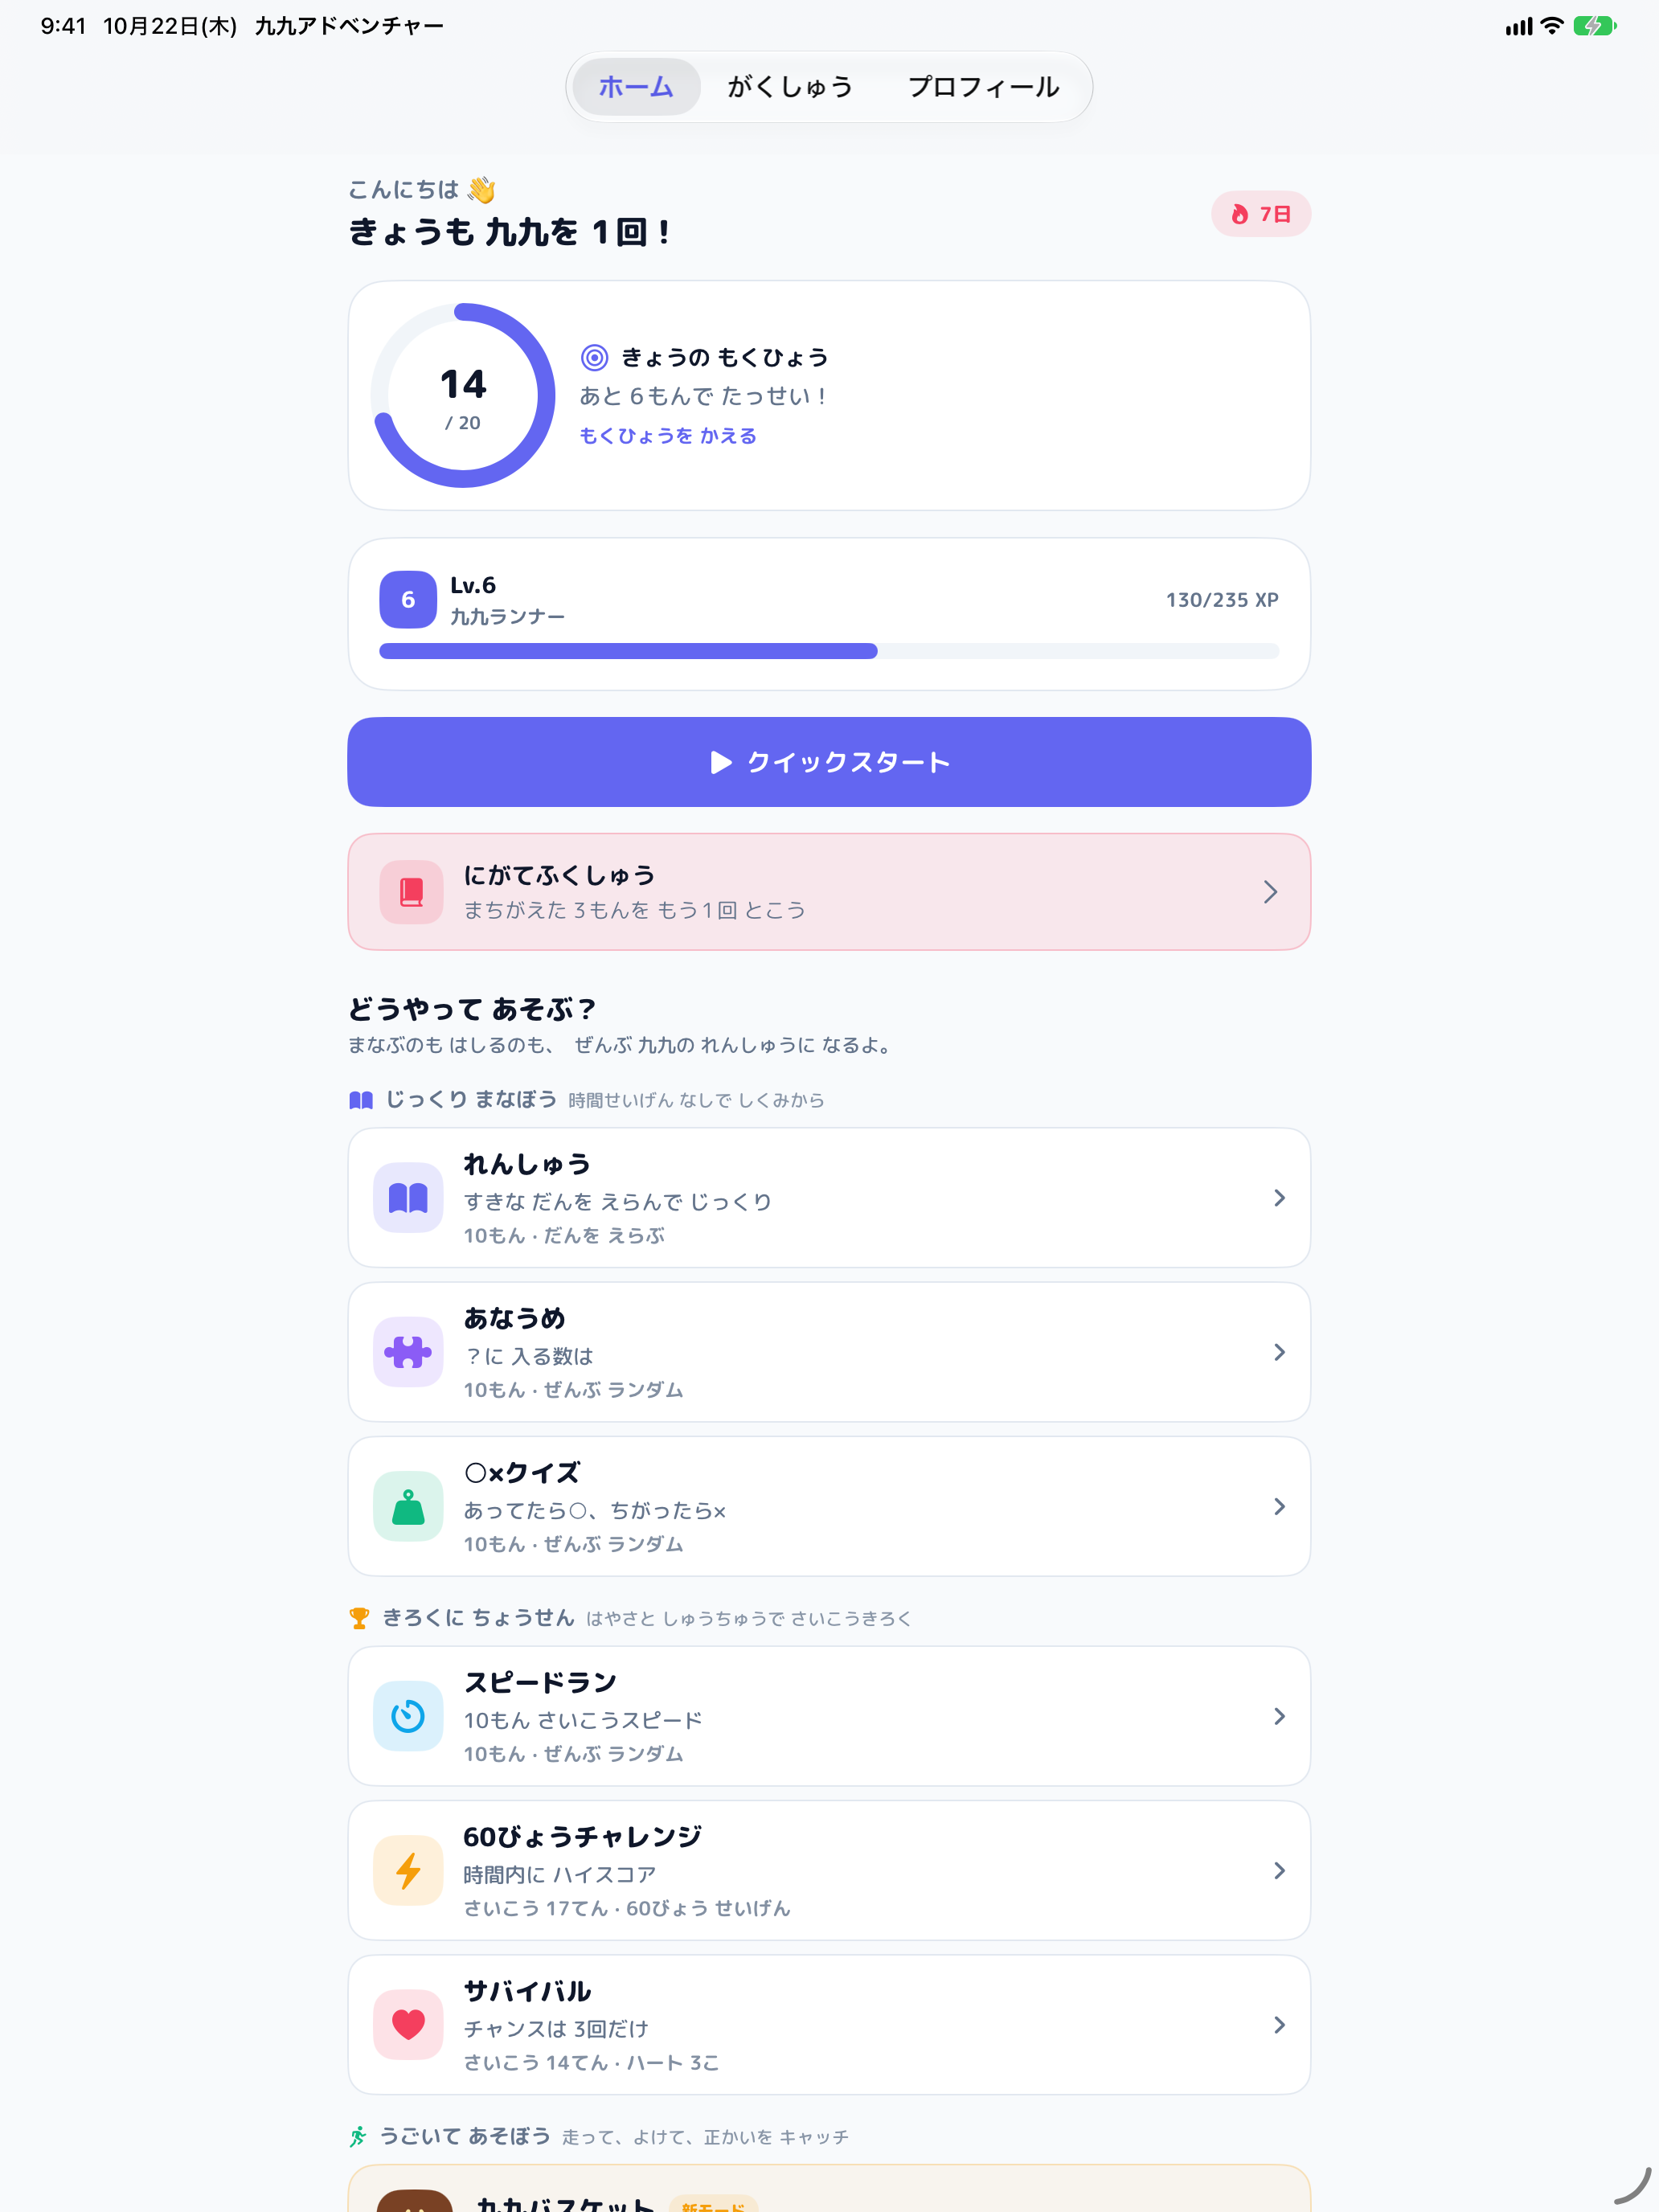 9:41 10月22日(木) 九九アドベンチャー
ホーム がくしゅう プロフィール
こんにちは 👋
きょうも 九九を 1回！
7日
14
/ 20
きょうの もくひょう
あと 6もんで たっせい！
もくひょうを かえる
6
Lv.6
九九ランナー
130/235 XP
クイックスタート
にがてふくしゅう
まちがえた 3もんを もう1回 とこう
どうやって あそぶ？
まなぶのも はしるのも、 ぜんぶ 九九の れんしゅうに なるよ。
じっくり まなぼう 時間せいげん なしで しくみから
れんしゅう
すきな だんを えらんで じっくり
10もん · だんを えらぶ
あなうめ
？に 入る数は
10もん · ぜんぶ ランダム
○×クイズ
あってたら○、ちがったら×
10もん · ぜんぶ ランダム
きろくに ちょうせん はやさと しゅうちゅうで さいこうきろく
スピードラン
10もん さいこうスピード
10もん · ぜんぶ ランダム
60びょうチャレンジ
時間内に ハイスコア
さいこう 17てん · 60びょう せいげん
サバイバル
チャンスは 3回だけ
さいこう 14てん · ハート 3こ
うごいて あそぼう 走って、よけて、正かいを キャッチ
九九バスケット 新モード